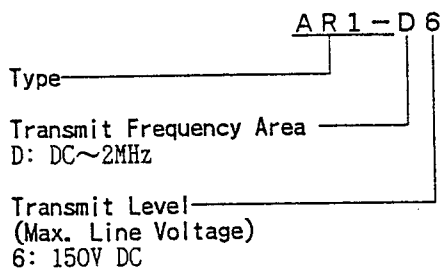 AR1-D6
Type
Transmit Frequency Area
D: DC～2MHz
Transmit Level
(Max. Line Voltage)
6: 150V DC